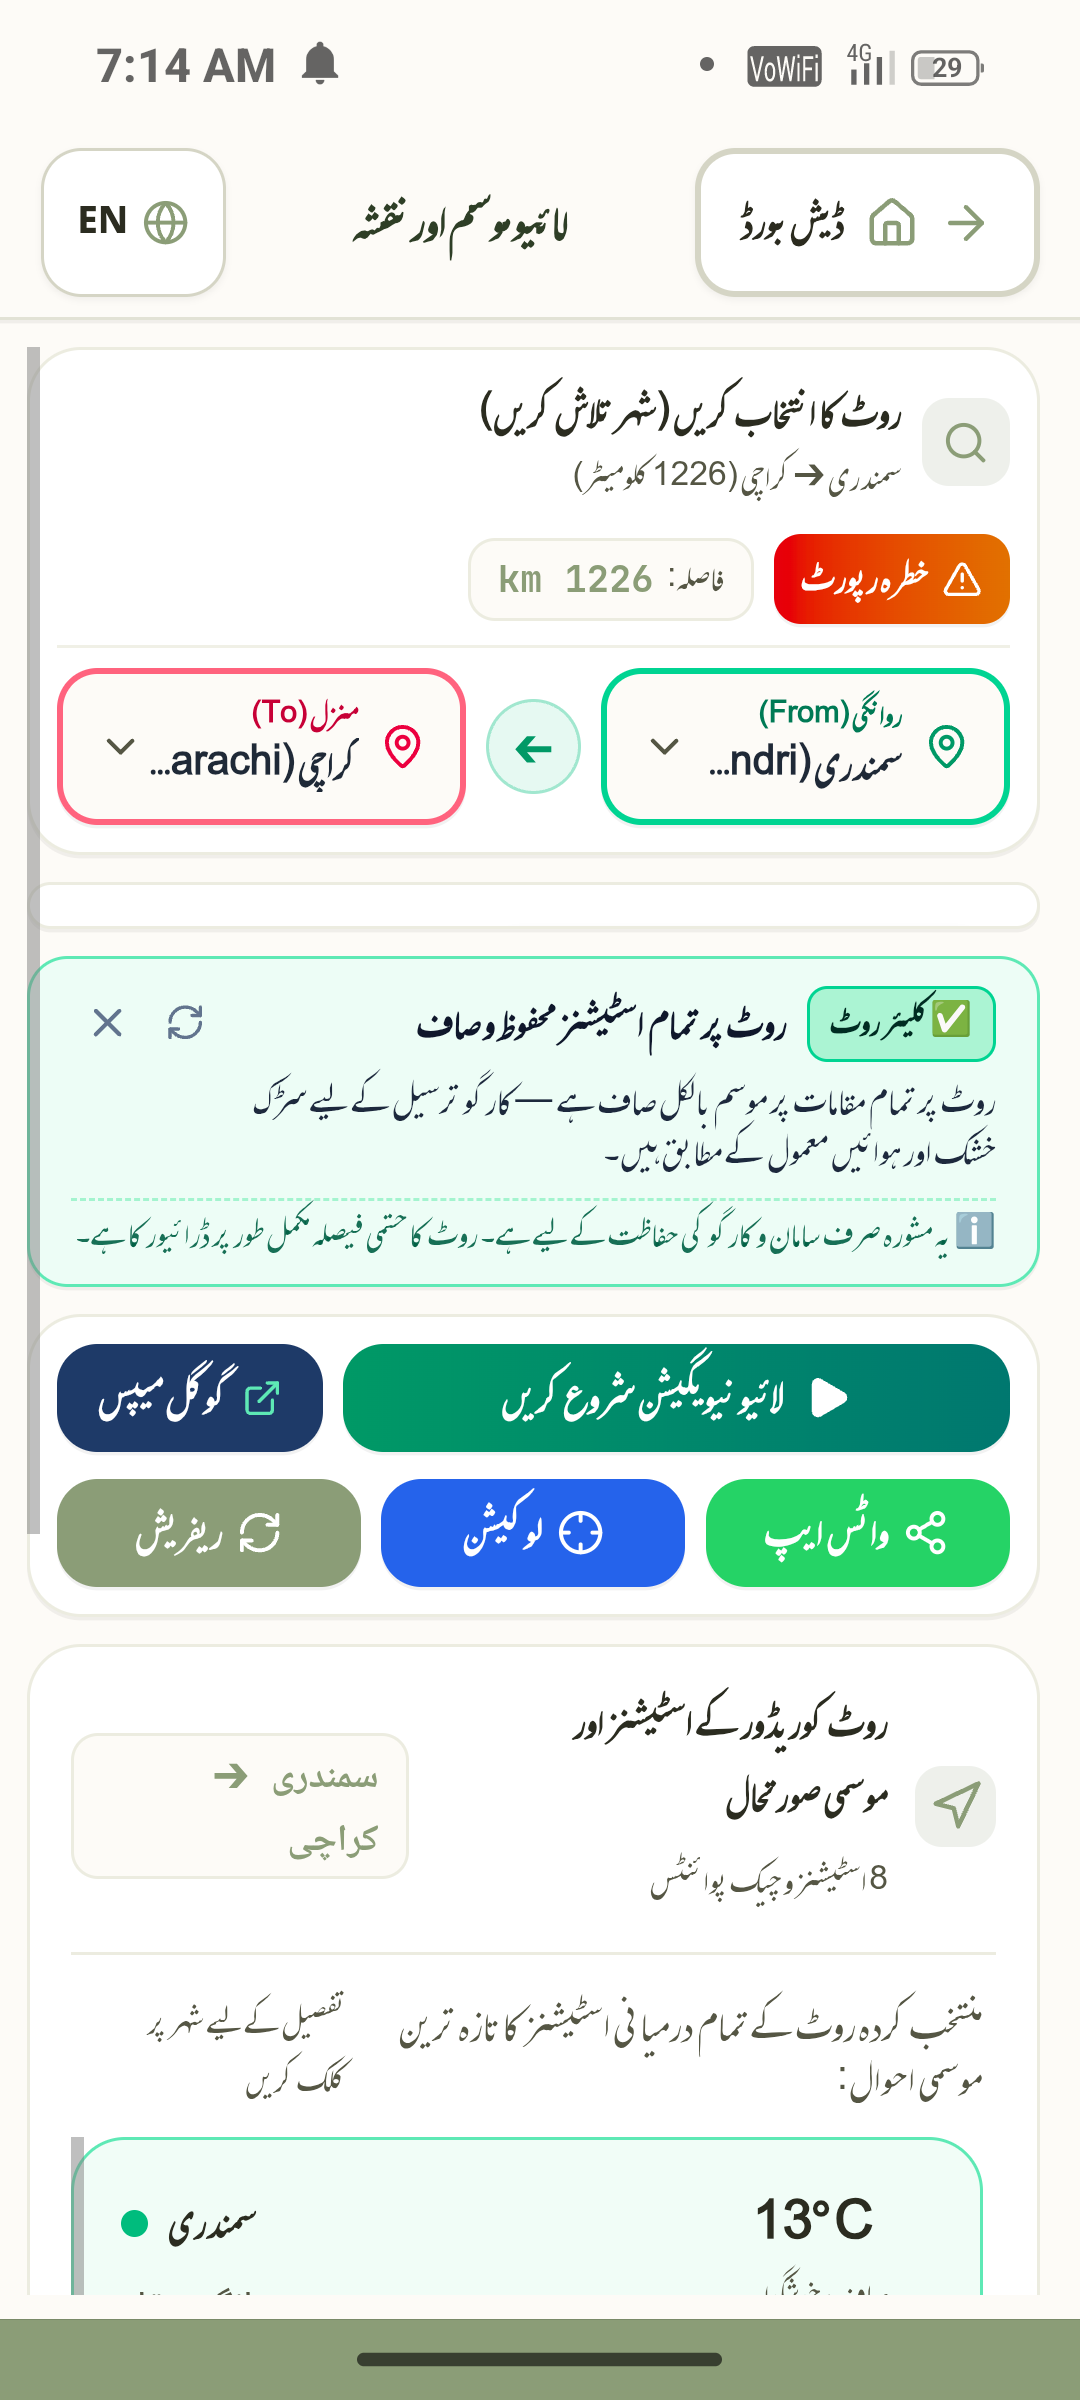 7:14 AM
VoWiFi 4G 29
ڈیش بورڈ
لائیو موسم اور نقشہ
EN
روٹ کا انتخاب کریں (شہر تلاش کریں)
سمندری ➔ کراچی (1226 کلومیٹر)
خطرہ رپورٹ
فاصلہ: 1226 km
روانگی (From)
سمندری (ndri...
منزل (To)
کراچی (arachi...
✅ کلیئر روٹ
روٹ پر تمام اسٹیشنز محفوظ و صاف
روٹ پر تمام مقامات پر موسم بالکل صاف ہے — کارگو ترسیل کے لیے سڑک
خشک اور ہوائیں معمول کے مطابق ہیں۔
ℹ️ یہ مشورہ صرف سامان و کارگو کی حفاظت کے لیے ہے۔ روٹ کا حتمی فیصلہ مکمل طور پر ڈرائیور کا ہے۔
لائیو نیویگیشن شروع کریں
گوگل میپس
واٹس ایپ
لوکیشن
ریفریش
روٹ کوریڈور کے اسٹیشنز اور
موسمی صورتحال
8 اسٹیشنز و چیک پوائنٹس
سمندری ➔
کراچی
منتخب کردہ روٹ کے تمام درمیانی اسٹیشنز کا تازہ ترین
موسمی احوال:
تفصیل کے لیے شہر پر
کلک کریں
13°C
سمندری